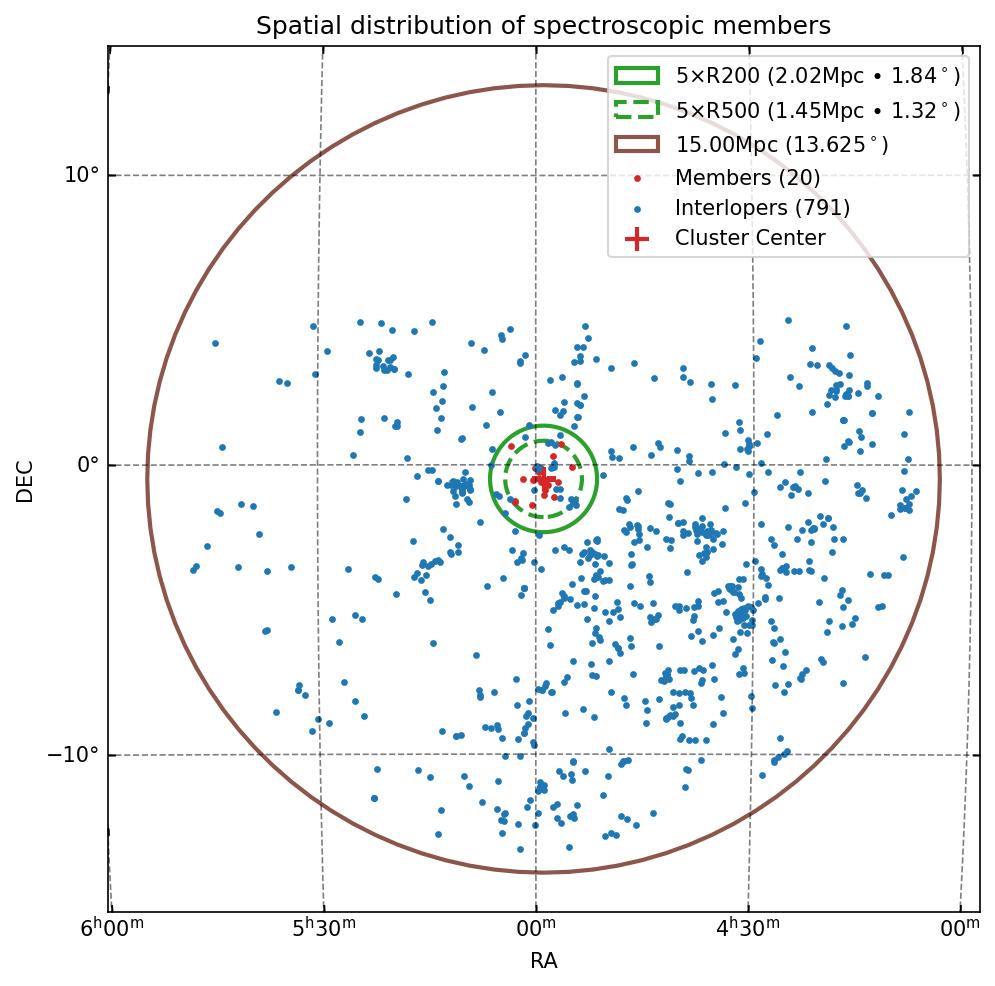 Spatial distribution of spectroscopic members
5×R200 (2.02Mpc • 1.84°)
5×R500 (1.45Mpc • 1.32°)
15.00Mpc (13.625°)
Members (20)
Interlopers (791)
Cluster Center
10°
0°
−10°
DEC
6ʰ00ᵐ 5ʰ30ᵐ 00ᵐ 4ʰ30ᵐ 00ᵐ
RA